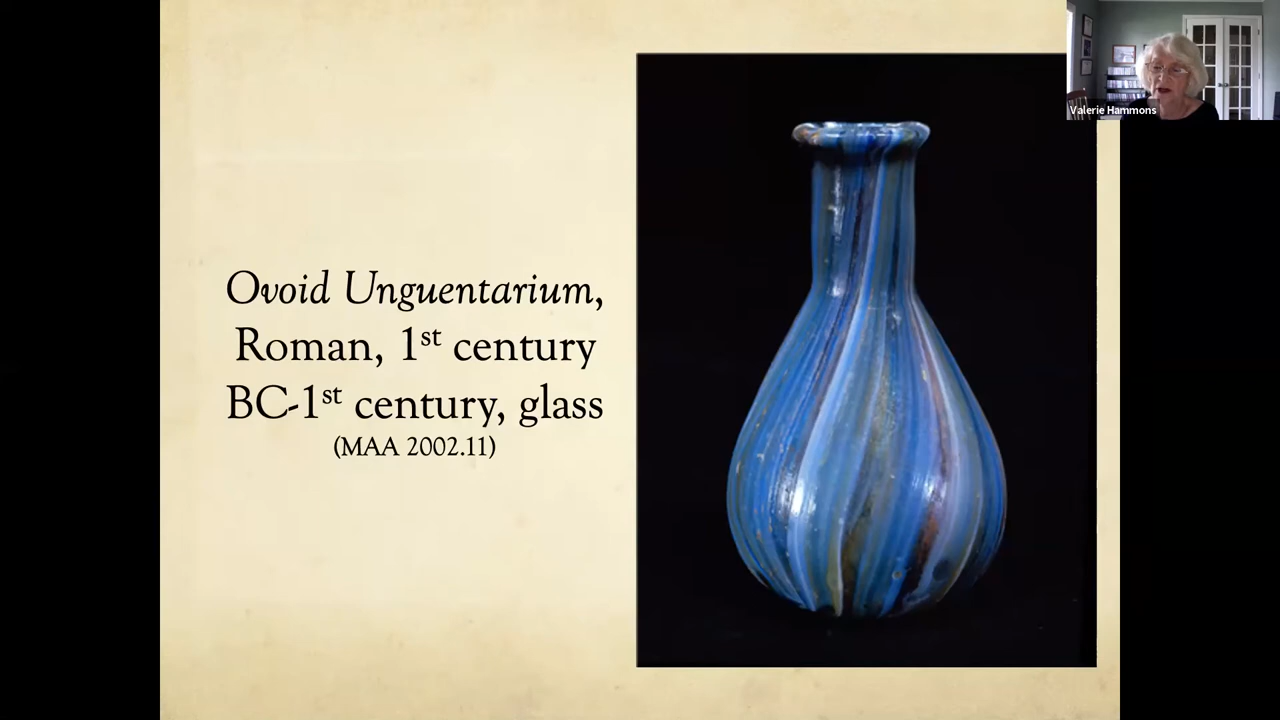 Ovoid Unguentarium,
Roman, 1st century
BC-1st century, glass
(MAA 2002.11)
Valerie Hammons